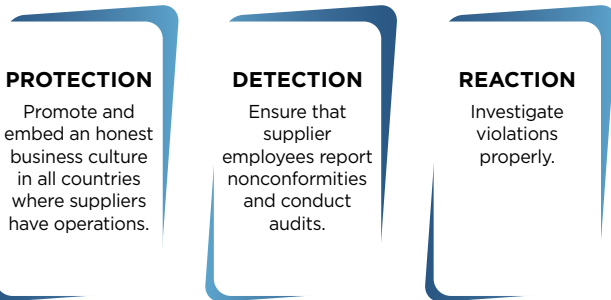 PROTECTION
Promote and
embed an honest
business culture
in all countries
where suppliers
have operations.
DETECTION
Ensure that
supplier
employees report
nonconformities
and conduct
audits.
REACTION
Investigate
violations
properly.